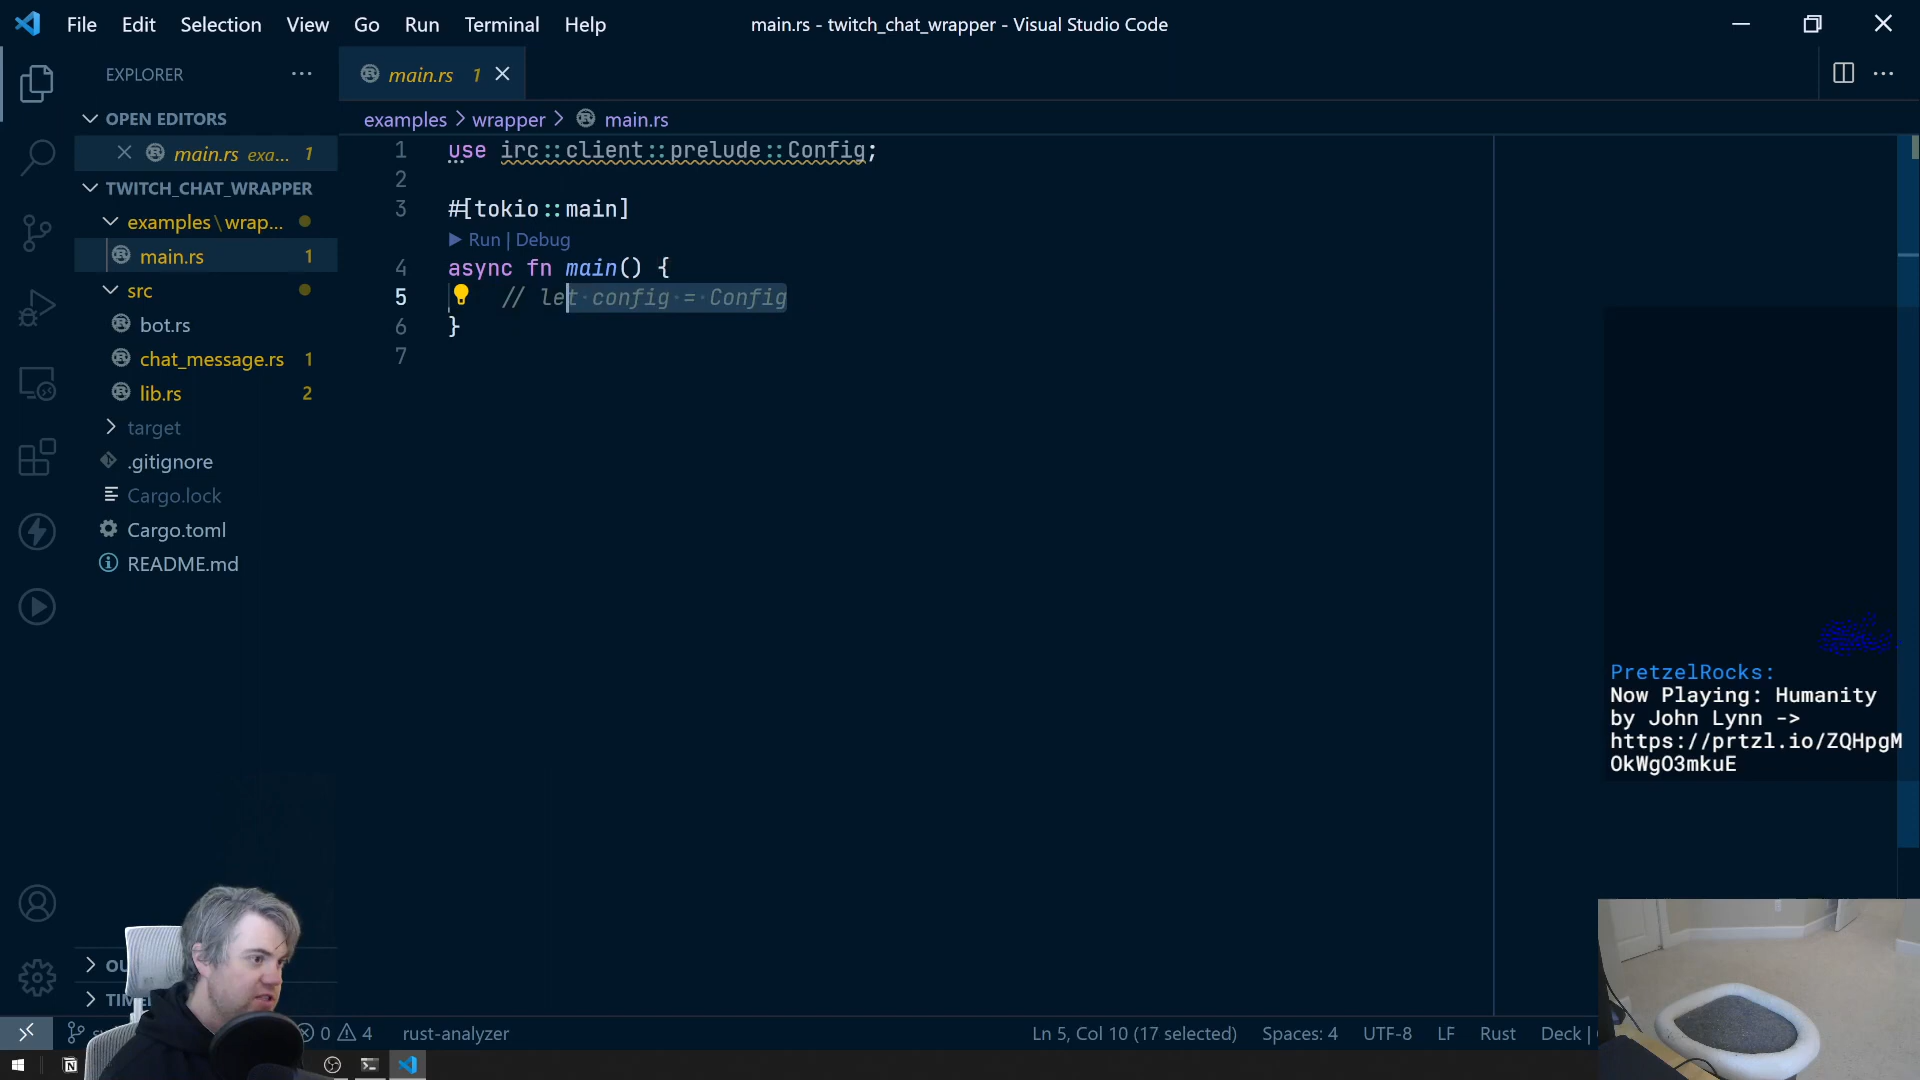 File Edit Selection View Go Run Terminal Help
main.rs - twitch_chat_wrapper - Visual Studio Code
EXPLORER
main.rs 1
OPEN EDITORS
main.rs exa... 1
TWITCH_CHAT_WRAPPER
examples\wrap...
main.rs 1
src
bot.rs
chat_message.rs 1
lib.rs 2
target
.gitignore
Cargo.lock
Cargo.toml
README.md
examples > wrapper > main.rs
1 use irc::client::prelude::Config;
2
3 #[tokio::main]
Run | Debug
4 async fn main() {
5 // let config = Config
6 }
7
PretzelRocks:
Now Playing: Humanity
by John Lynn ->
https://prtzl.io/ZQHpgM
OkWgO3mkuE
0 4 rust-analyzer
Ln 5, Col 10 (17 selected) Spaces: 4 UTF-8 LF Rust Deck |